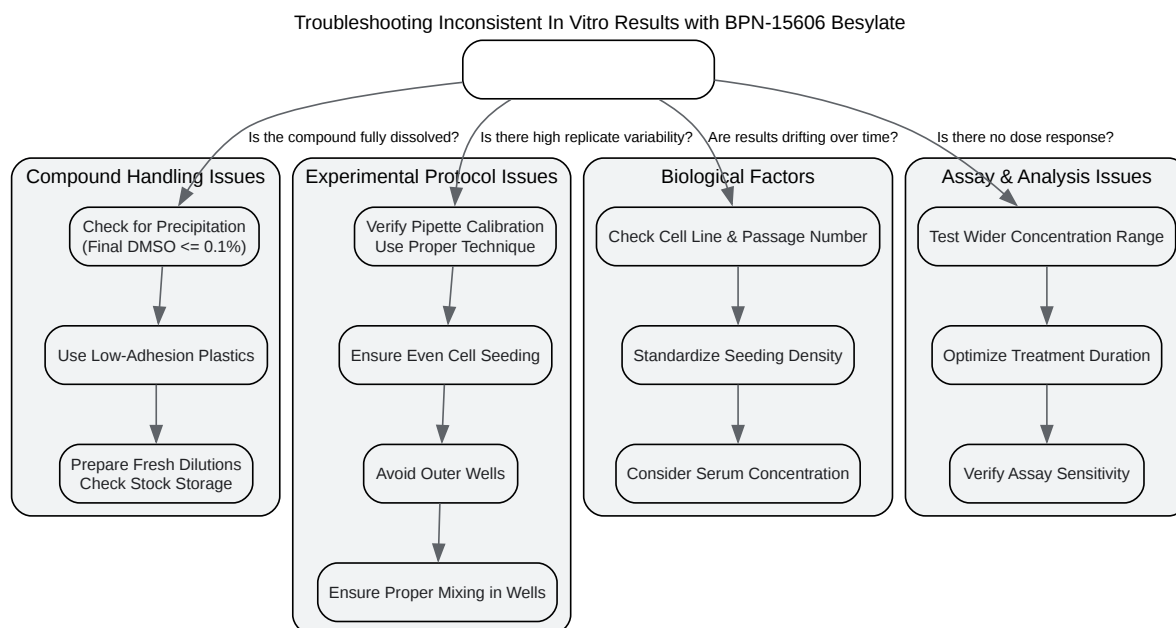 Troubleshooting Inconsistent In Vitro Results with BPN-15606 Besylate
Is the compound fully dissolved?
Is there high replicate variability?
Are results drifting over time?
Is there no dose response?
Compound Handling Issues
Check for Precipitation
(Final DMSO <= 0.1%)
Use Low-Adhesion Plastics
Prepare Fresh Dilutions
Check Stock Storage
Experimental Protocol Issues
Verify Pipette Calibration
Use Proper Technique
Ensure Even Cell Seeding
Avoid Outer Wells
Ensure Proper Mixing in Wells
Biological Factors
Check Cell Line & Passage Number
Standardize Seeding Density
Consider Serum Concentration
Assay & Analysis Issues
Test Wider Concentration Range
Optimize Treatment Duration
Verify Assay Sensitivity